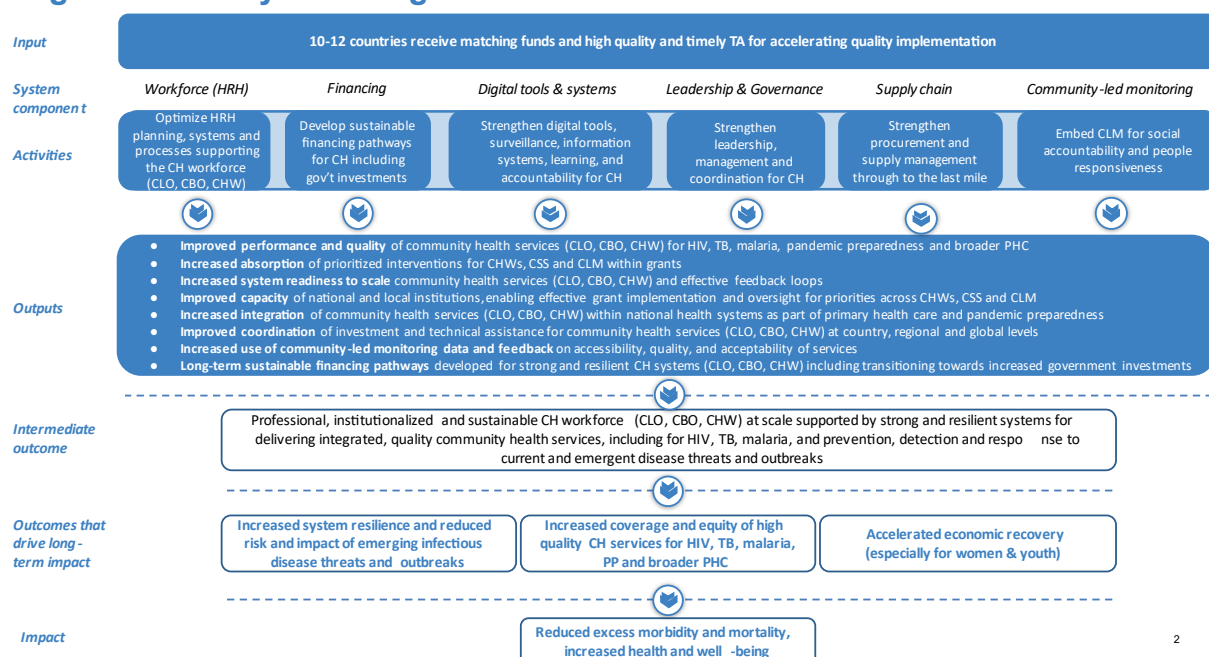 Input
10-12 countries receive matching funds and high quality and timely TA for accelerating quality implementation
System
component
Workforce (HRH)
Financing
Digital tools & systems
Leadership & Governance
Supply chain
Community-led monitoring
Activities
Optimize HRH
planning, systems and
processes supporting
the CH workforce
(CLO, CBO, CHW)
Develop sustainable
financing pathways
for CH including
gov't investments
Strengthen digital tools,
surveillance, information
systems, learning, and
accountability for CH
Strengthen
leadership,
management and
coordination for CH
Strengthen
procurement and
supply management
through to the last mile
Embed CLM for social
accountability and people
responsiveness
Outputs
● Improved performance and quality of community health services (CLO, CBO, CHW) for HIV, TB, malaria, pandemic preparedness and broader PHC
● Increased absorption of prioritized interventions for CHWs, CSS and CLM within grants
● Increased system readiness to scale community health services (CLO, CBO, CHW) and effective feedback loops
● Improved capacity of national and local institutions, enabling effective grant implementation and oversight for priorities across CHWs, CSS and CLM
● Increased integration of community health services (CLO, CBO, CHW) within national health systems as part of primary health care and pandemic preparedness
● Improved coordination of investment and technical assistance for community health services (CLO, CBO, CHW) at country, regional and global levels
● Increased use of community-led monitoring data and feedback on accessibility, quality, and acceptability of services
● Long-term sustainable financing pathways developed for strong and resilient CH systems (CLO, CBO, CHW) including transitioning towards increased government investments
Intermediate
outcome
Professional, institutionalized and sustainable CH workforce (CLO, CBO, CHW) at scale supported by strong and resilient systems for
delivering integrated, quality community health services, including for HIV, TB, malaria, and prevention, detection and respo nse to
current and emergent disease threats and outbreaks
Outcomes that
drive long-
term impact
Increased system resilience and reduced
risk and impact of emerging infectious
disease threats and outbreaks
Increased coverage and equity of high
quality CH services for HIV, TB, malaria,
PP and broader PHC
Accelerated economic recovery
(especially for women & youth)
Impact
Reduced excess morbidity and mortality,
increased health and well -being
2